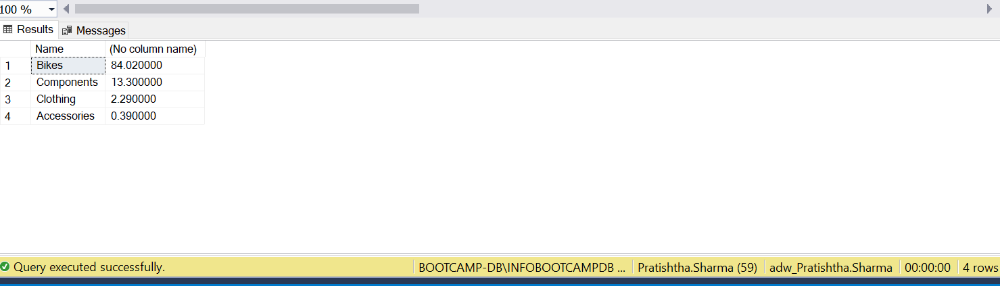 100 %
Results Messages
Name (No column name)
1 Bikes 84.020000
2 Components 13.300000
3 Clothing 2.290000
4 Accessories 0.390000
Query executed successfully. BOOTCAMP-DB\INFOBOOTCAMPDB ... Pratishtha.Sharma (59) adw_Pratishtha.Sharma 00:00:00 4 rows